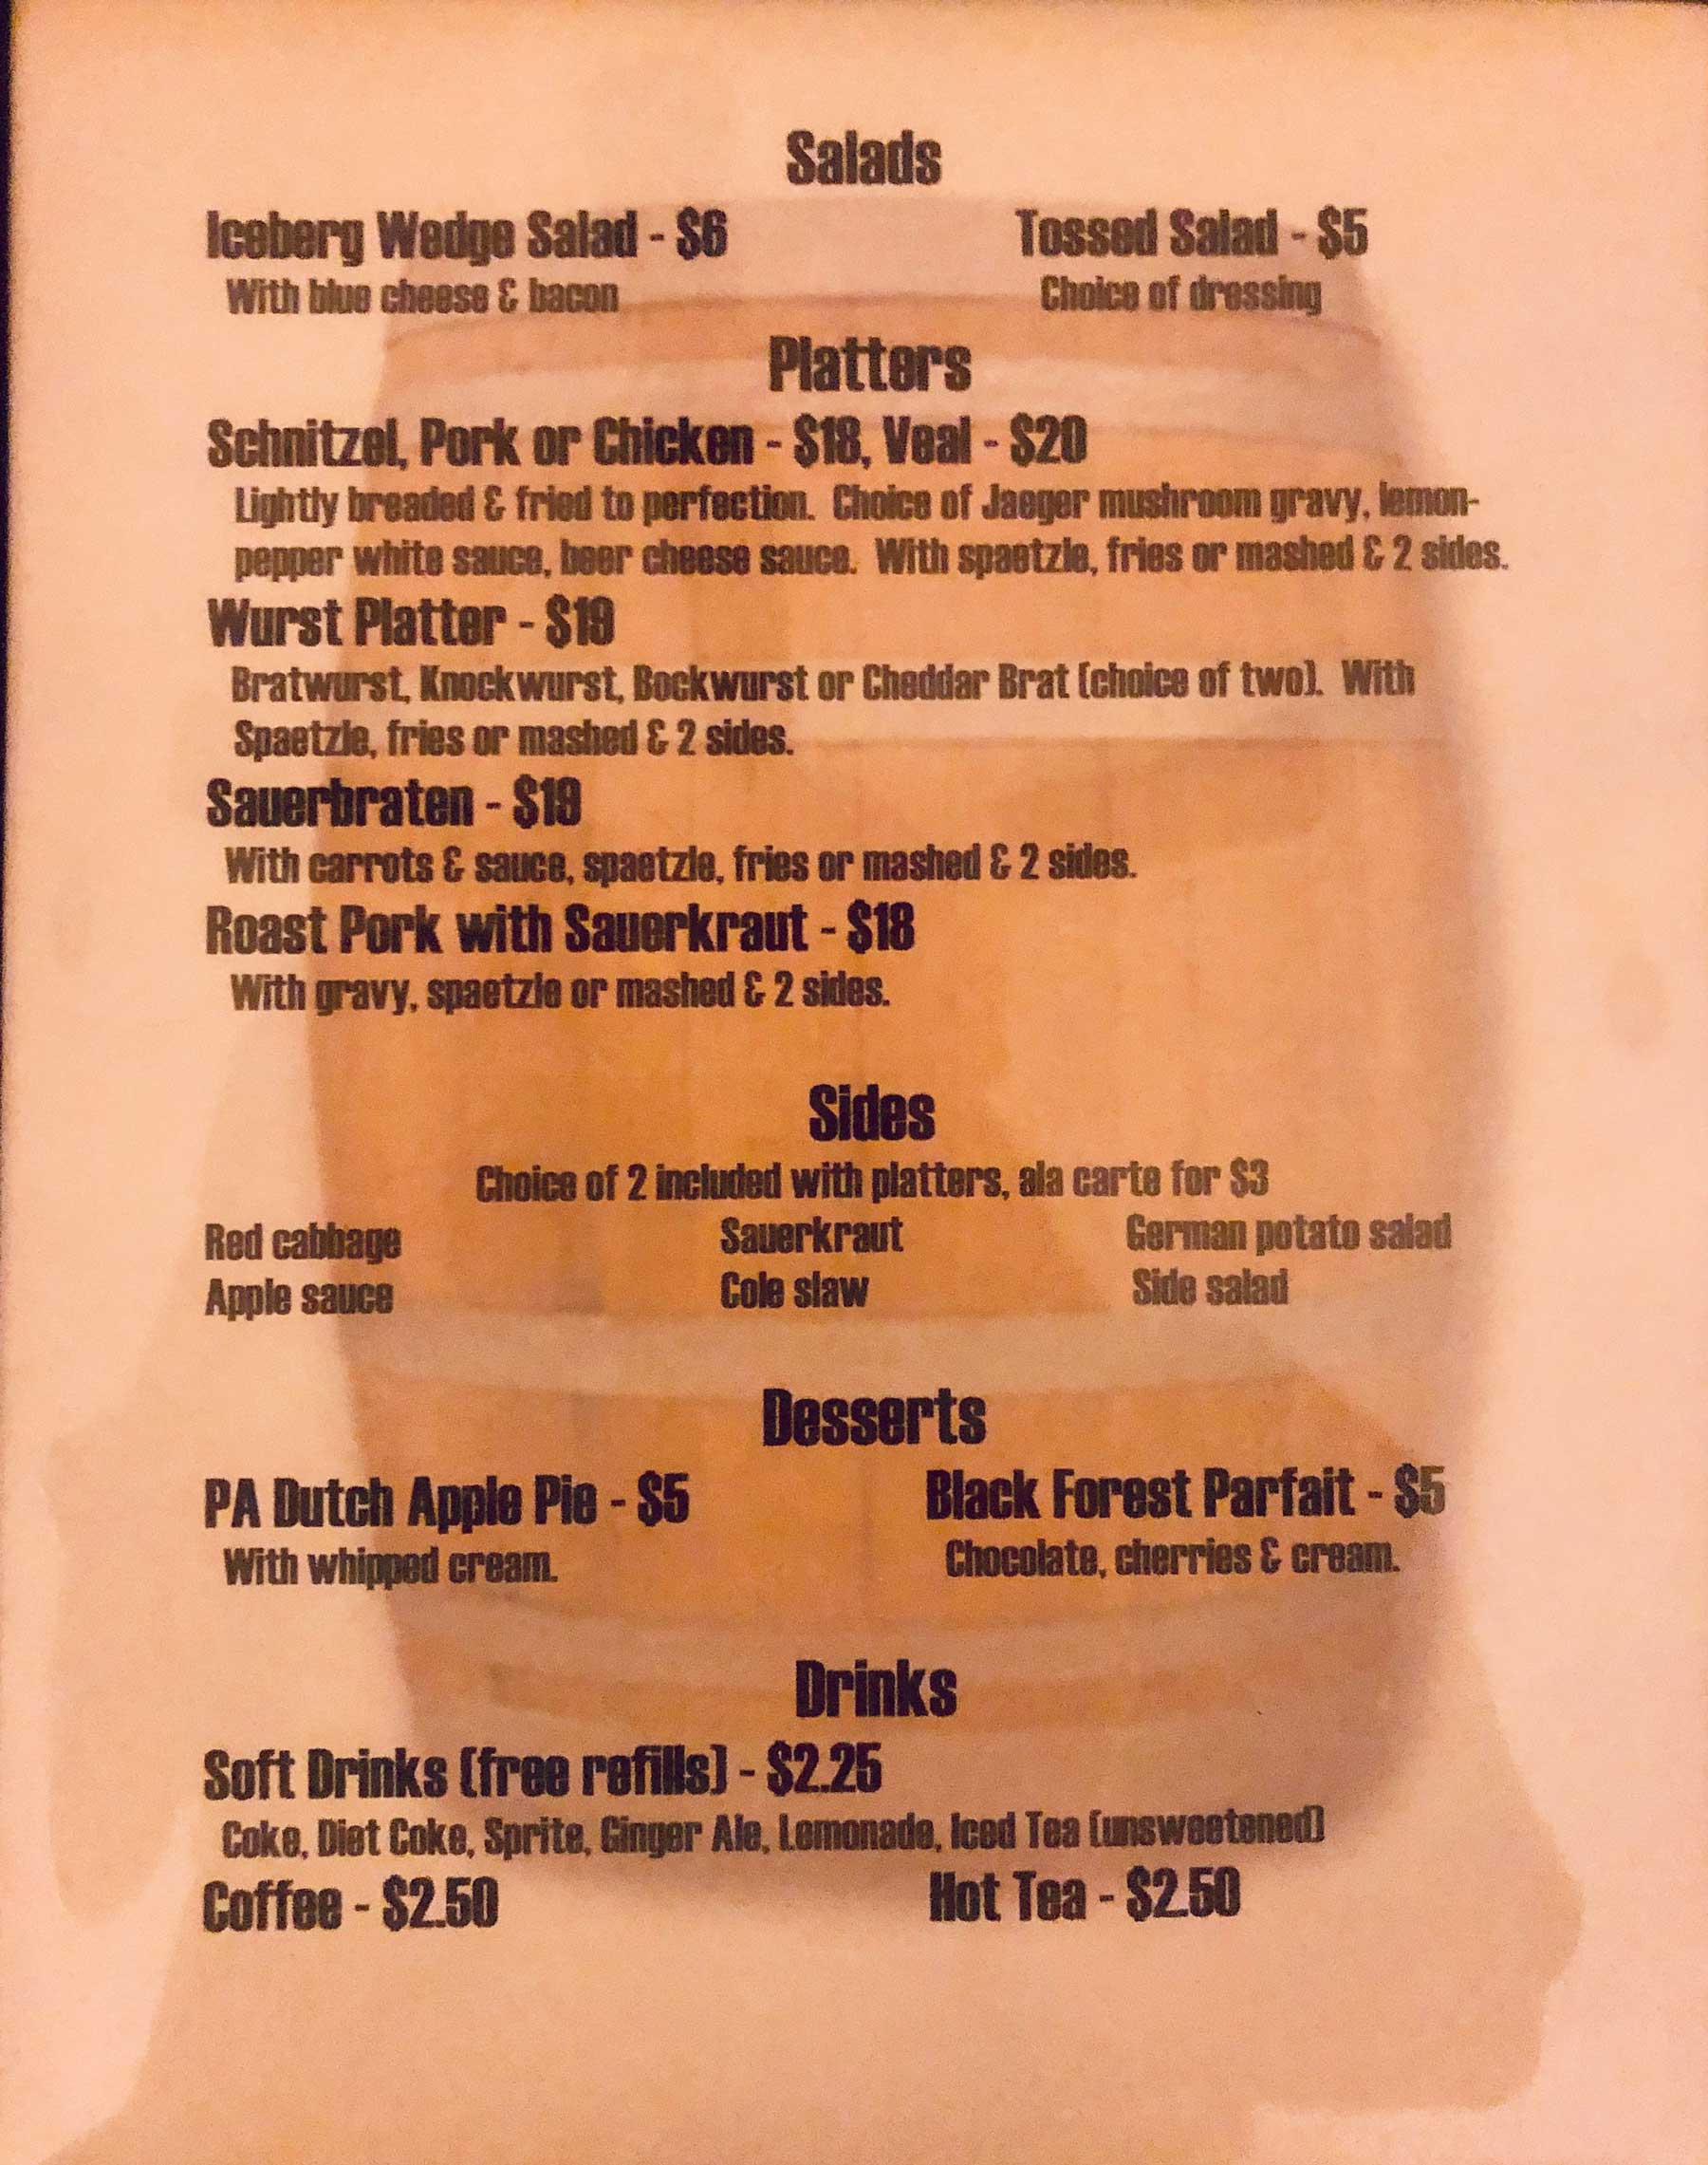 Salads
Iceberg Wedge Salad - $6
Tossed Salad - $5
With blue cheese & bacon
Choice of dressing
Platters
Schnitzel, Pork or Chicken - $18, Veal - $20
Lightly breaded & fried to perfection. Choice of Jaeger mushroom gravy, lemon-
pepper white sauce, beer cheese sauce. With spaetzle, fries or mashed & 2 sides.
Wurst Platter - $19
Bratwurst, Knockwurst, Bockwurst or Cheddar Brat (choice of two). With
Spaetzle, fries or mashed & 2 sides.
Sauerbraten - $19
With carrots & sauce, spaetzle, fries or mashed & 2 sides.
Roast Pork with Sauerkraut - $18
With gravy, spaetzle or mashed & 2 sides.
Sides
Choice of 2 included with platters, ala carte for $3
Red cabbage
Sauerkraut
German potato salad
Apple sauce
Cole slaw
Side salad
Desserts
PA Dutch Apple Pie - $5
Black Forest Parfait - $5
With whipped cream.
Chocolate, cherries & cream.
Drinks
Soft Drinks (free refills) - $2.25
Coke, Diet Coke, Sprite, Ginger Ale, Lemonade, Iced Tea (unsweetened)
Coffee - $2.50
Hot Tea - $2.50